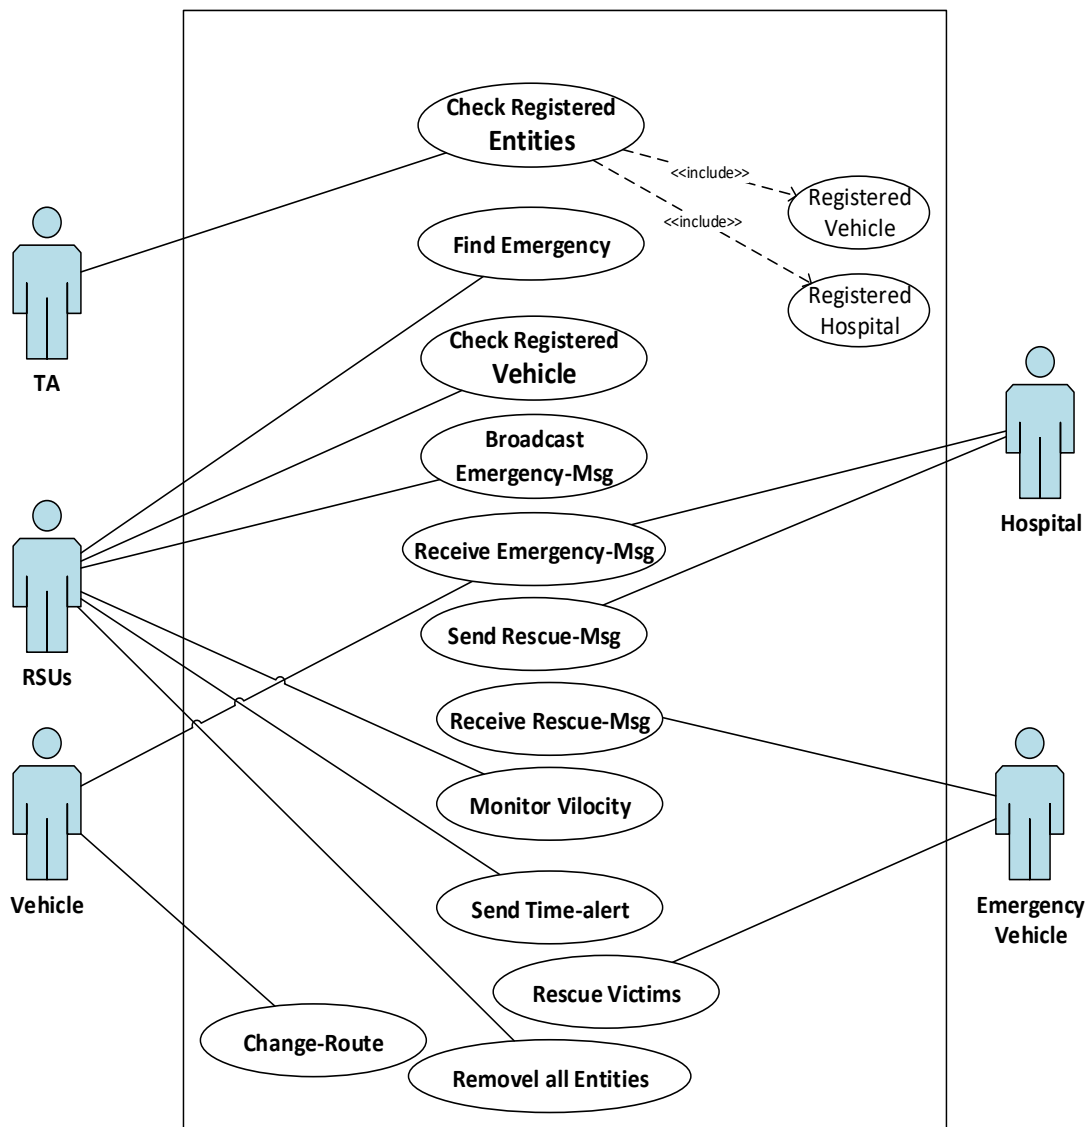 Check Registered
Entities
<<include>>
Registered
Vehicle
<<include>>
Find Emergency
Registered
Hospital
TA
Check Registered
Vehicle
Broadcast
Emergency-Msg
Hospital
Receive Emergency-Msg
Send Rescue-Msg
RSUs
Receive Rescue-Msg
Monitor Vilocity
Vehicle
Send Time-alert
Emergency
Vehicle
Rescue Victims
Change-Route
Removel all Entities